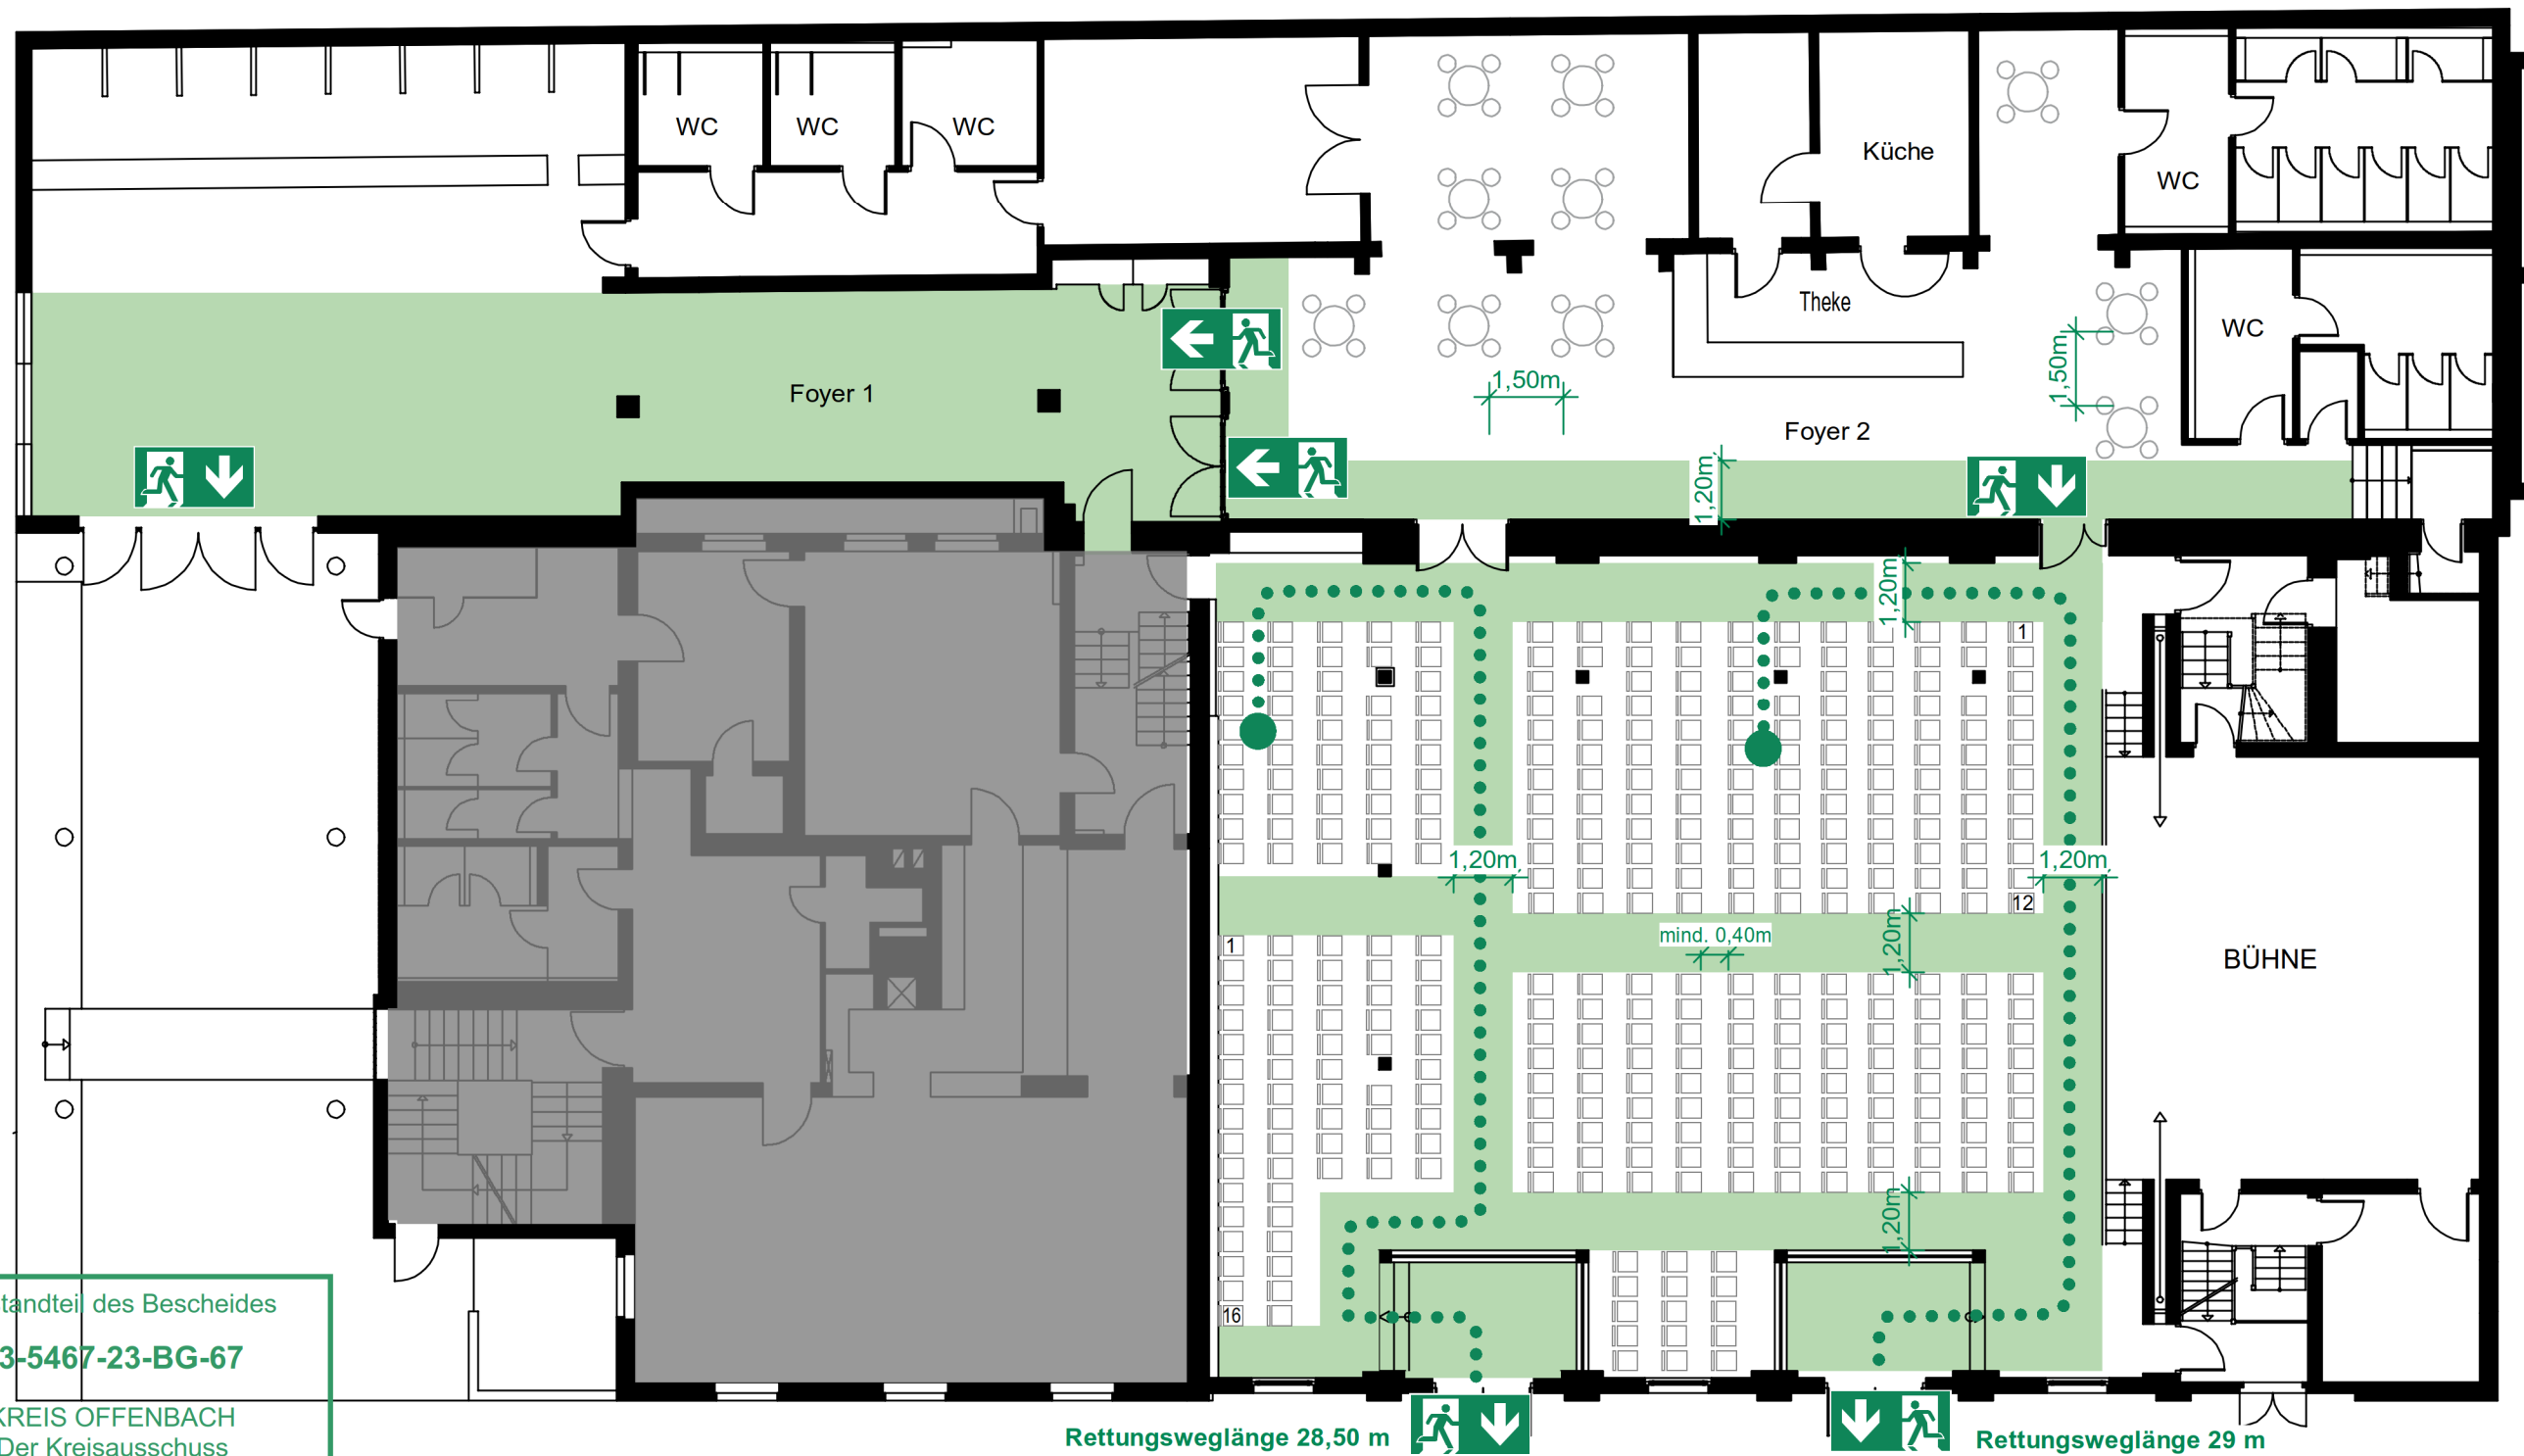 WC
WC
WC
Küche
WC
Theke
WC
1,50m
1,50m
Foyer 1
Foyer 2
1,20m
1,20m
1
1,20m
1,20m
12
mind. 0,40m
1,20m
1
BÜHNE
1,20m
16
tandteil des Bescheides
3-5467-23-BG-67
KREIS OFFENBACH
Der Kreisausschuss
Rettungsweglänge 28,50 m
Rettungsweglänge 29 m